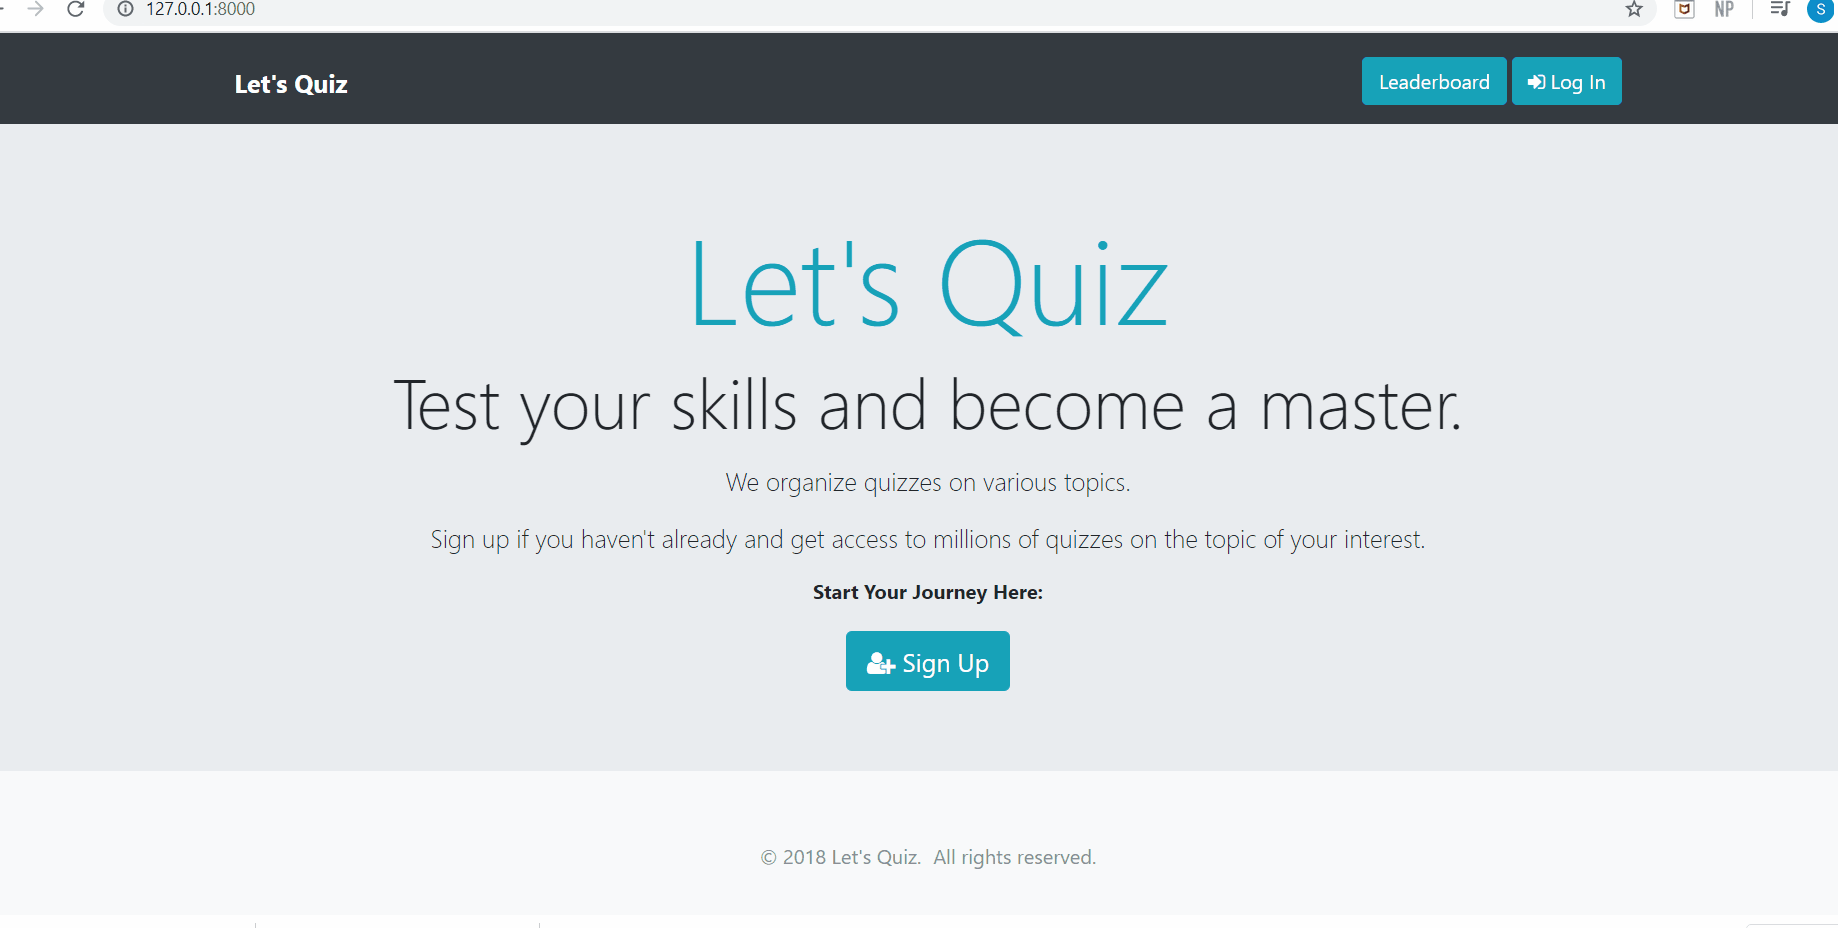 127.0.0.1:8000
NP
S
Let's Quiz
Leaderboard
Log In
Let's Quiz
Test your skills and become a master.
We organize quizzes on various topics.
Sign up if you haven't already and get access to millions of quizzes on the topic of your interest.
Start Your Journey Here:
Sign Up
© 2018 Let's Quiz.  All rights reserved.